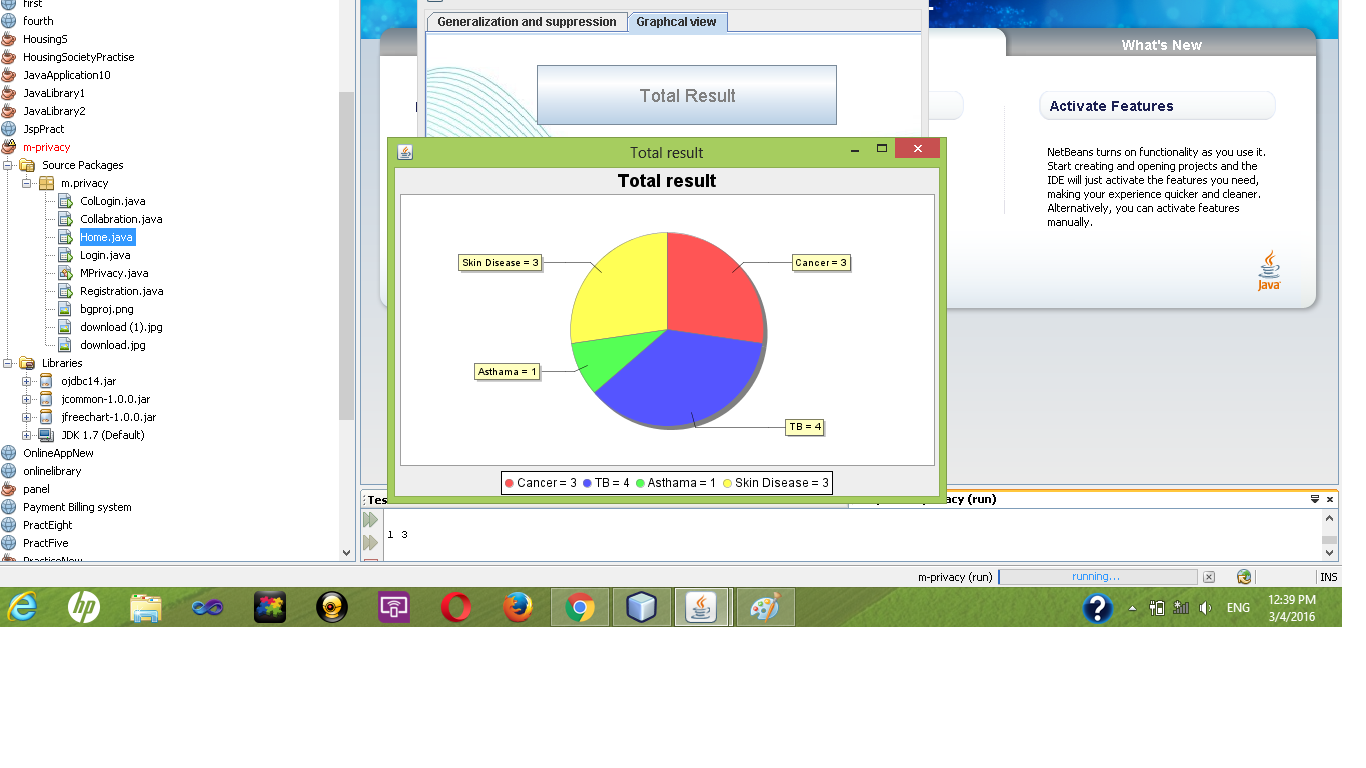 first
fourth
HousingS
HousingSocietyPractise
JavaApplication10
JavaLibrary1
JavaLibrary2
JspPract
m-privacy
Source Packages
m.privacy
ColLogin.java
Collabration.java
Home.java
Login.java
MPrivacy.java
Registration.java
bgproj.png
download (1).jpg
download.jpg
Libraries
ojdbc14.jar
jcommon-1.0.0.jar
jfreechart-1.0.0.jar
JDK 1.7 (Default)
OnlineAppNew
onlinelibrary
panel
Payment Billing system
PractEight
PractFive
PractiseNow
Generalization and suppression
Graphcal view
Total Result
What's New
Activate Features
NetBeans turns on functionality as you use it.
Start creating and opening projects and the
IDE will just activate the features you need,
making your experience quicker and cleaner.
Alternatively, you can activate features
manually.
Java
Total result
Total result
Skin Disease = 3
Cancer = 3
Asthama = 1
TB = 4
Cancer = 3 TB = 4 Asthama = 1 Skin Disease = 3
Tes
(run)
1 3
m-privacy (run)
running...
INS
hp
ENG
12:39 PM
3/4/2016